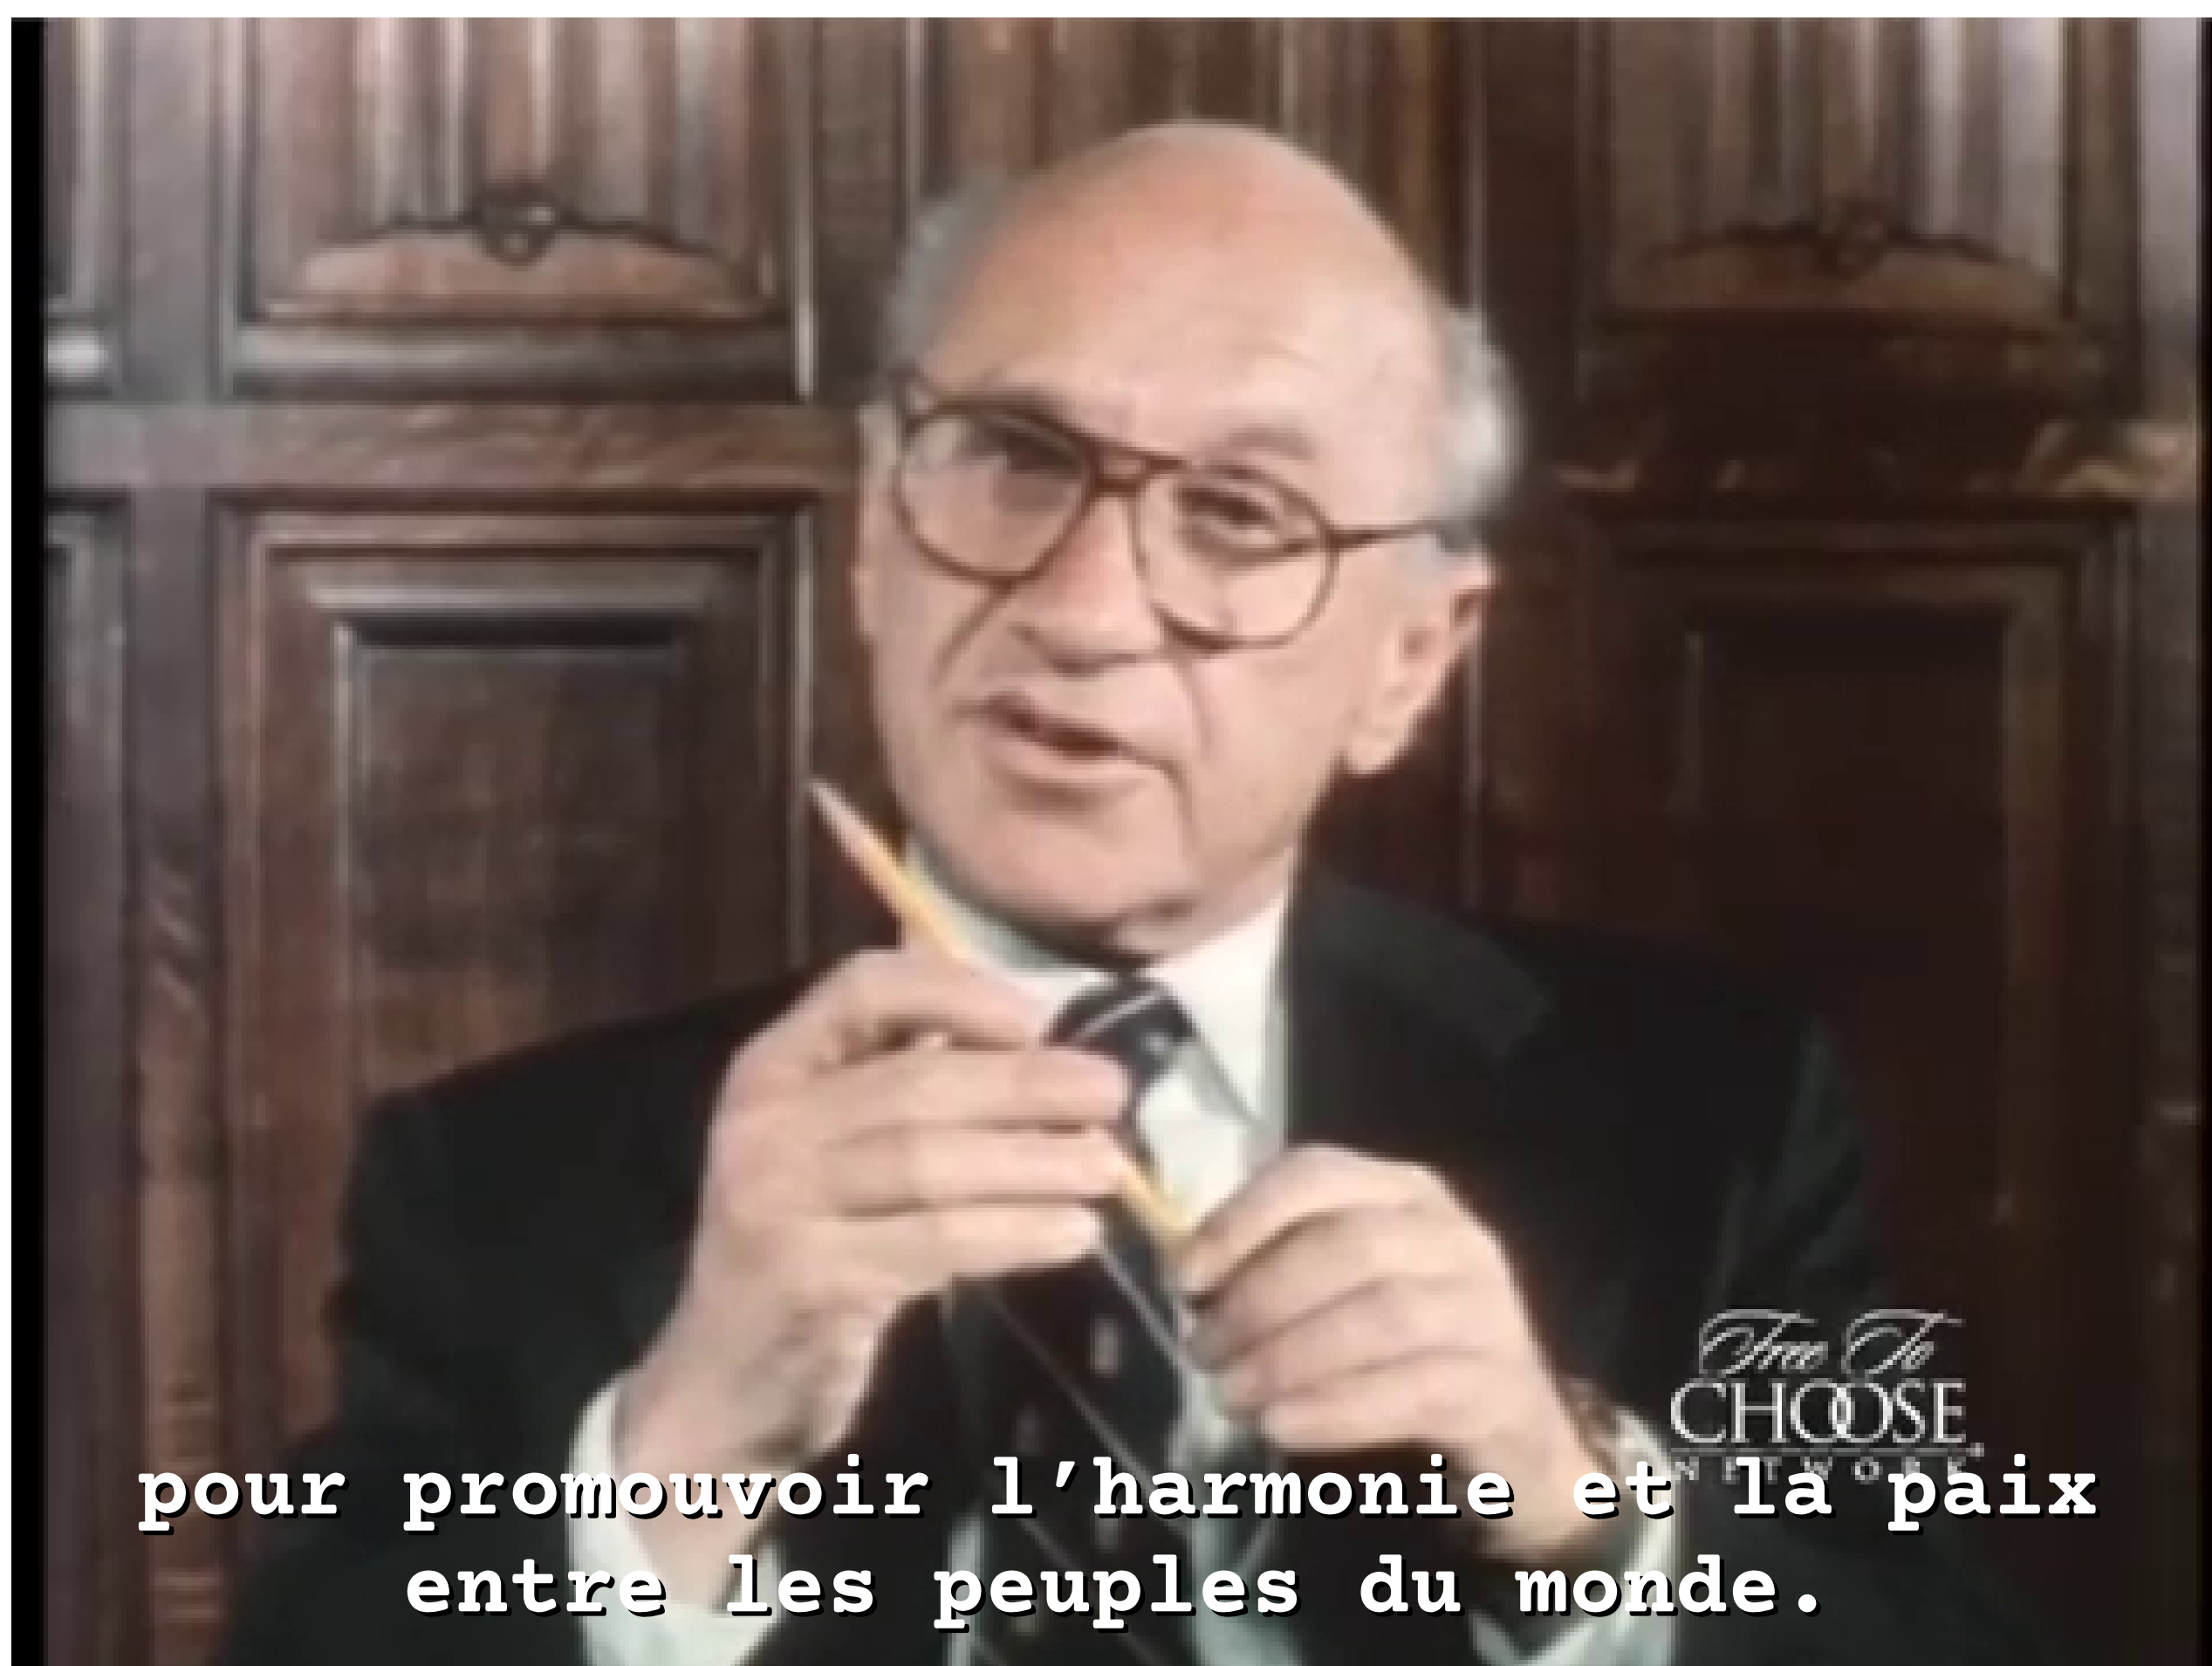 Free To
CHOOSE
NETWORK
pour promouvoir l’harmonie et la paix
entre les peuples du monde.